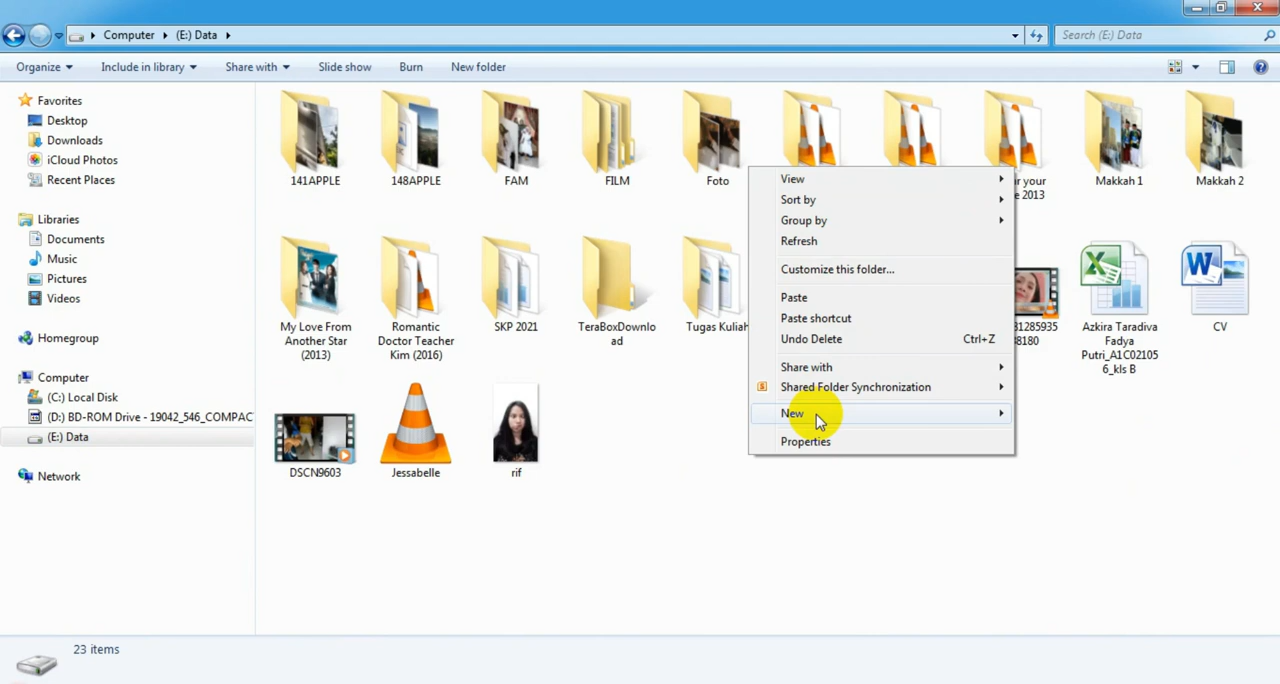 Computer
(E:) Data
Search (E:) Data
Organize
Include in library
Share with
Slide show
Burn
New folder
Favorites
Desktop
Downloads
iCloud Photos
Recent Places
Libraries
Documents
Music
Pictures
Videos
Homegroup
Computer
(C:) Local Disk
(D:) BD-ROM Drive - 19042_546_COMPAC
(E:) Data
Network
141APPLE
148APPLE
FAM
FILM
Foto
your
2013
Makkah 1
Makkah 2
My Love From
Another Star
(2013)
Romantic
Doctor Teacher
Kim (2016)
SKP 2021
TeraBoxDownlo
ad
Tugas Kuliah
31285935
38180
Azkira Taradiva
Fadya
Putri_A1C02105
6_kls B
CV
DSCN9603
Jessabelle
rif
View
Sort by
Group by
Refresh
Customize this folder...
Paste
Paste shortcut
Undo Delete Ctrl+Z
Share with
Shared Folder Synchronization
New
Properties
23 items